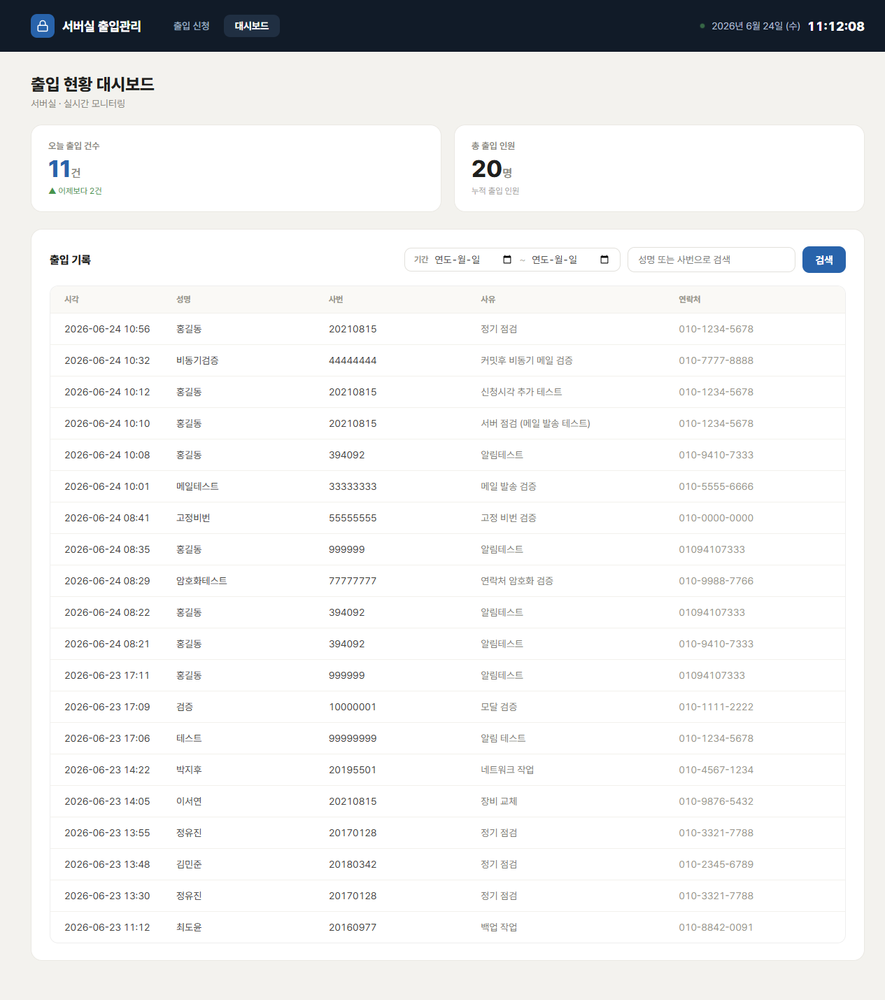 서버실 출입관리 출입 신청 대시보드 2026년 6월 24일 (수) 11:12:08
출입 현황 대시보드
서버실 · 실시간 모니터링
오늘 출입 건수
11건
▲ 어제보다 2건
총 출입 인원
20명
누적 출입 인원
출입 기록 기간 연도-월-일 ~ 연도-월-일 성명 또는 사번으로 검색 검색
시각 성명 사번 사유 연락처
2026-06-24 10:56 홍길동 20210815 정기 점검 010-1234-5678
2026-06-24 10:32 비동기검증 44444444 커밋후 비동기 메일 검증 010-7777-8888
2026-06-24 10:12 홍길동 20210815 신청시각 추가 테스트 010-1234-5678
2026-06-24 10:10 홍길동 20210815 서버 점검 (메일 발송 테스트) 010-1234-5678
2026-06-24 10:08 홍길동 394092 알림테스트 010-9410-7333
2026-06-24 10:01 메일테스트 33333333 메일 발송 검증 010-5555-6666
2026-06-24 08:41 고정비번 55555555 고정 비번 검증 010-0000-0000
2026-06-24 08:35 홍길동 999999 알림테스트 01094107333
2026-06-24 08:29 암호화테스트 77777777 연락처 암호화 검증 010-9988-7766
2026-06-24 08:22 홍길동 394092 알림테스트 01094107333
2026-06-24 08:21 홍길동 394092 알림테스트 010-9410-7333
2026-06-23 17:11 홍길동 999999 알림테스트 01094107333
2026-06-23 17:09 검증 10000001 모달 검증 010-1111-2222
2026-06-23 17:06 테스트 99999999 알림 테스트 010-1234-5678
2026-06-23 14:22 박지후 20195501 네트워크 작업 010-4567-1234
2026-06-23 14:05 이서연 20210815 장비 교체 010-9876-5432
2026-06-23 13:55 정유진 20170128 정기 점검 010-3321-7788
2026-06-23 13:48 김민준 20180342 정기 점검 010-2345-6789
2026-06-23 13:30 정유진 20170128 정기 점검 010-3321-7788
2026-06-23 11:12 최도윤 20160977 백업 작업 010-8842-0091